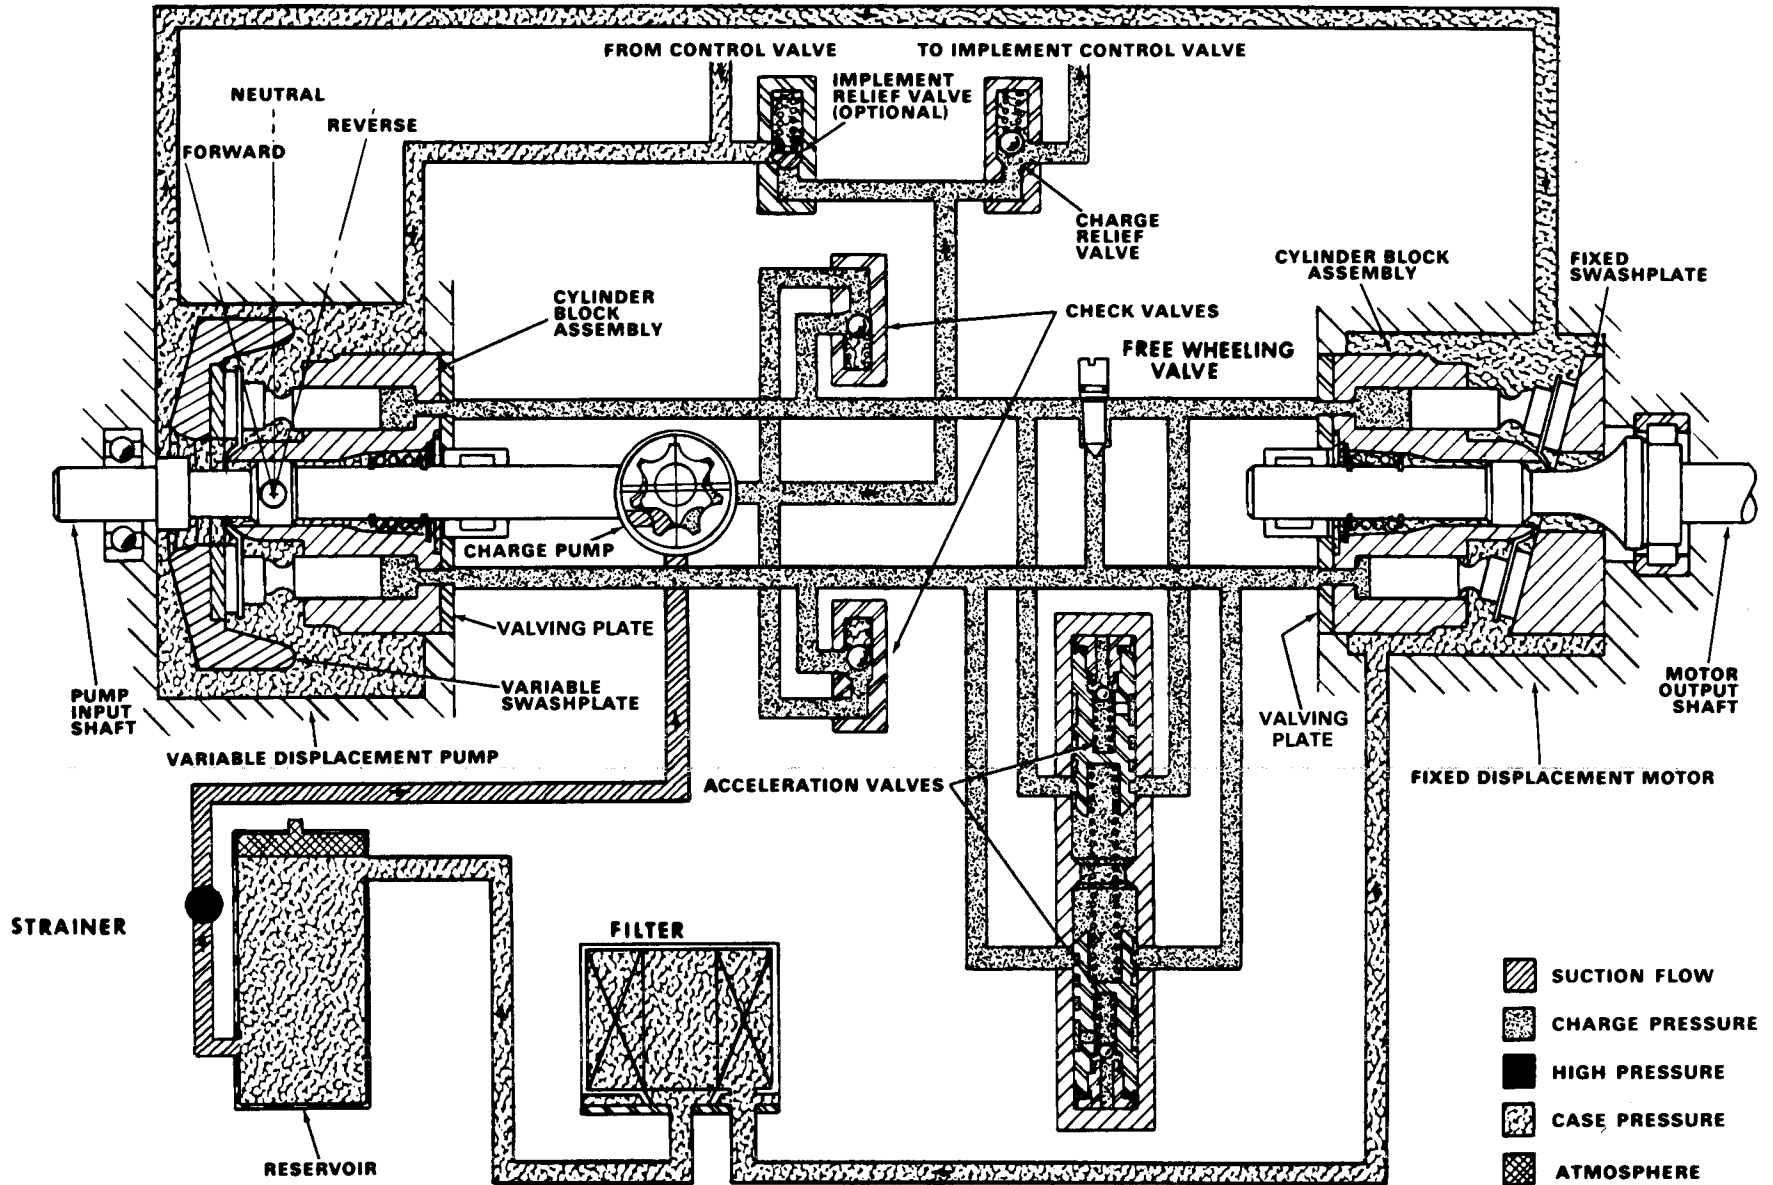 FROM CONTROL VALVE
TO IMPLEMENT CONTROL VALVE
IMPLEMENT
RELIEF VALVE
(OPTIONAL)
NEUTRAL
REVERSE
FORWARD
CHARGE
RELIEF
VALVE
CYLINDER BLOCK
ASSEMBLY
FIXED
SWASHPLATE
CYLINDER
BLOCK
ASSEMBLY
CHECK VALVES
FREE WHEELING
VALVE
CHARGE PUMP
VALVING PLATE
VARIABLE
SWASHPLATE
PUMP
INPUT
SHAFT
VARIABLE DISPLACEMENT PUMP
VALVING
PLATE
MOTOR
OUTPUT
SHAFT
ACCELERATION VALVES
FIXED DISPLACEMENT MOTOR
STRAINER
FILTER
RESERVOIR
SUCTION FLOW
CHARGE PRESSURE
HIGH PRESSURE
CASE PRESSURE
ATMOSPHERE